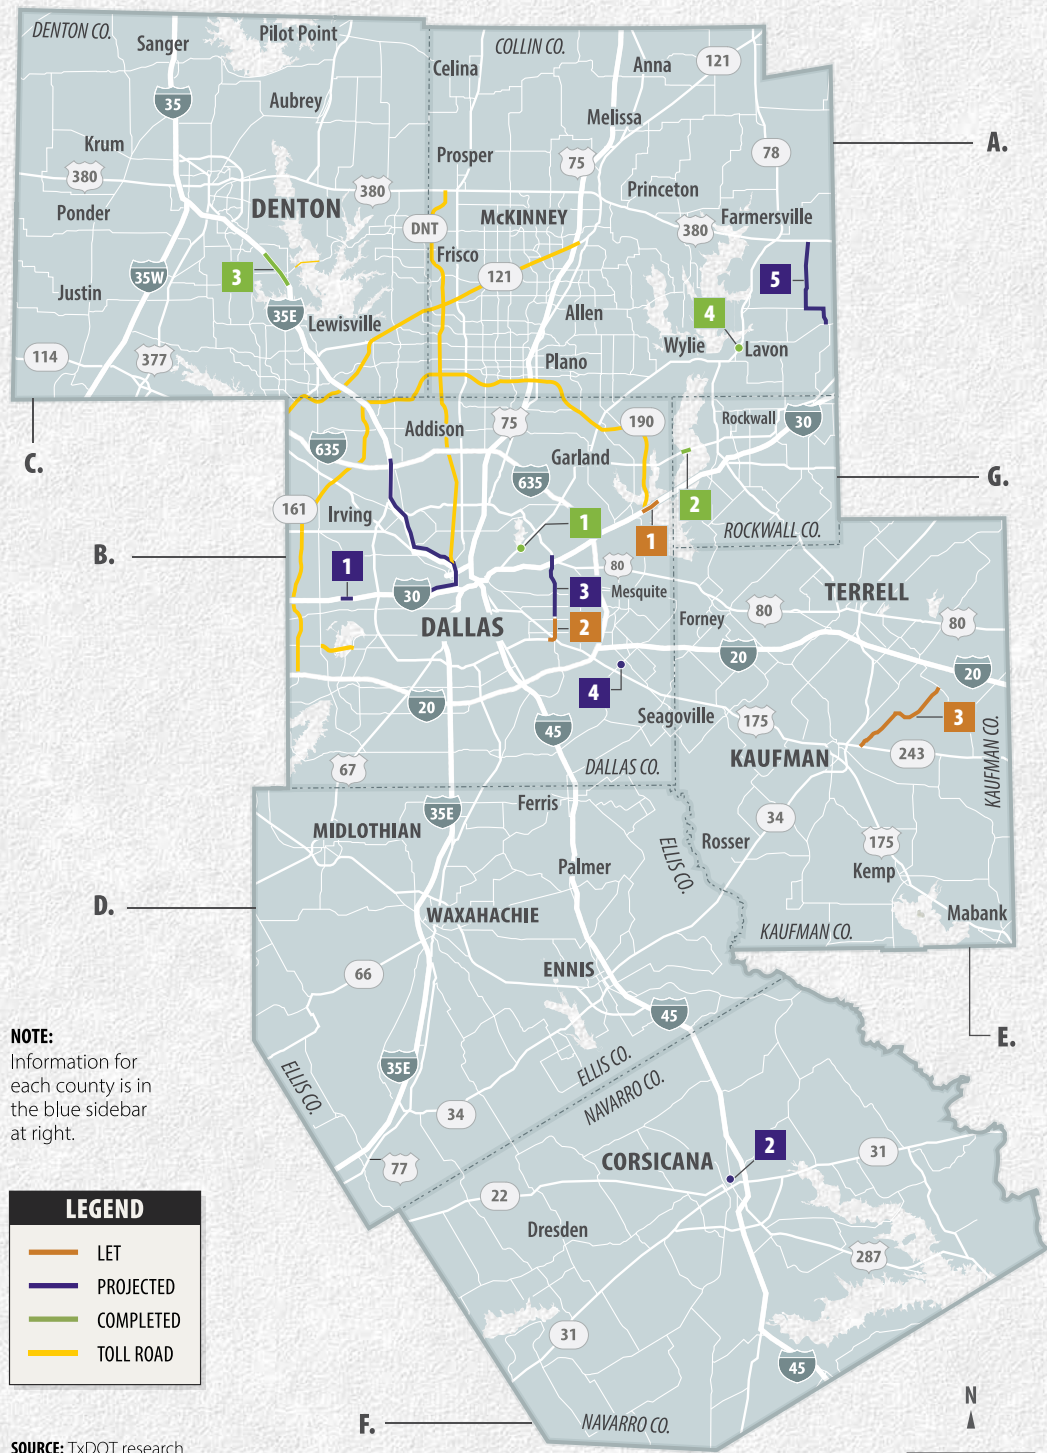 DENTON CO.
Sanger
Pilot Point
COLLIN CO.
Celina
Anna
121
35
Aubrey
Melissa
Krum
Prosper
75
78
A.
380
380
Princeton
Ponder
DENTON
DNT
McKINNEY
380
Farmersville
Frisco
35W
3
121
5
Justin
35E
Lewisville
Allen
4
114
377
Wylie
Lavon
Plano
C.
635
Addison
75
190
Rockwall
30
Garland
635
G.
161
Irving
1
2
ROCKWALL CO.
B.
1
1
80
30
3
Mesquite
TERRELL
80
80
DALLAS
2
Forney
20
20
4
20
Seagoville
175
3
45
KAUFMAN
243
KAUFMAN CO.
67
DALLAS CO.
35E
Ferris
MIDLOTHIAN
34
ELLIS CO.
Rosser
175
Palmer
Kemp
D.
WAXAHACHIE
Mabank
KAUFMAN CO.
66
ENNIS
45
E.
NOTE:
Information for
each county is in
the blue sidebar
at right.
35E
ELLIS CO.
ELLIS CO.
NAVARRO CO.
34
77
CORSICANA
2
31
22
Dresden
287
LEGEND
LET
PROJECTED
COMPLETED
TOLL ROAD
31
45
N
F.
NAVARRO CO.
SOURCE: TxDOT research